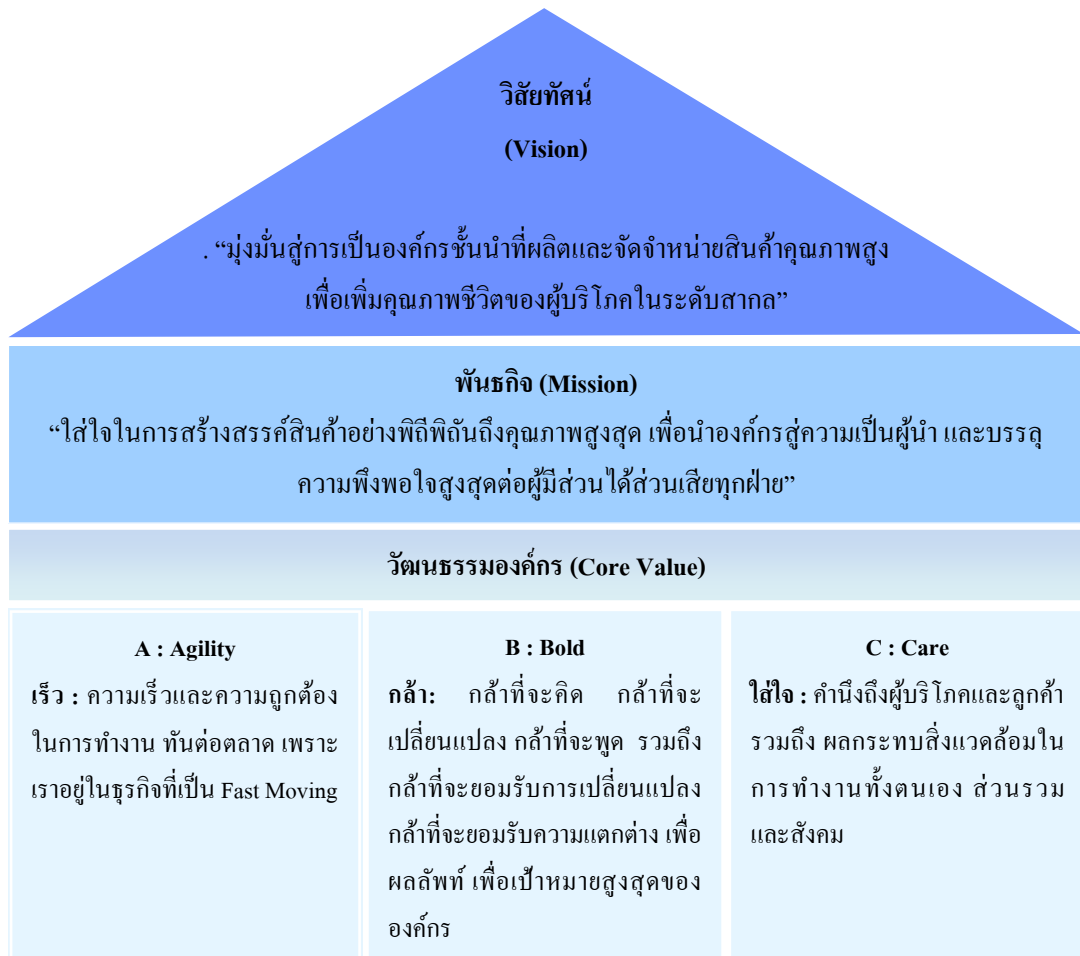 วิสัยทัศน์
(Vision)
. “มุ่งมั่นสู่การเป็นองค์กรชั้นนำที่ผลิตและจัดจำหน่ายสินค้าคุณภาพสูง
เพื่อเพิ่มคุณภาพชีวิตของผู้บริโภคในระดับสากล”
พันธกิจ (Mission)
“ใส่ใจในการสร้างสรรค์สินค้าอย่างพิถีพิถันถึงคุณภาพสูงสุด เพื่อนำองค์กรสู่ความเป็นผู้นำ และบรรลุ
ความพึงพอใจสูงสุดต่อผู้มีส่วนได้ส่วนเสียทุกฝ่าย”
วัฒนธรรมองค์กร (Core Value)
A : Agility
เร็ว : ความเร็วและความถูกต้อง
ในการทำงาน ทันต่อตลาด เพราะ
เราอยู่ในธุรกิจที่เป็น Fast Moving
B : Bold
กล้า: กล้าที่จะคิด กล้าที่จะ
เปลี่ยนแปลง กล้าที่จะพูด รวมถึง
กล้าที่จะยอมรับการเปลี่ยนแปลง
กล้าที่จะยอมรับความแตกต่าง เพื่อ
ผลลัพท์ เพื่อเป้าหมายสูงสุดของ
องค์กร
C : Care
ใส่ใจ : คำนึงถึงผู้บริโภคและลูกค้า
รวมถึง ผลกระทบสิ่งแวดล้อมใน
การทำงานทั้งตนเอง ส่วนรวม
และสังคม